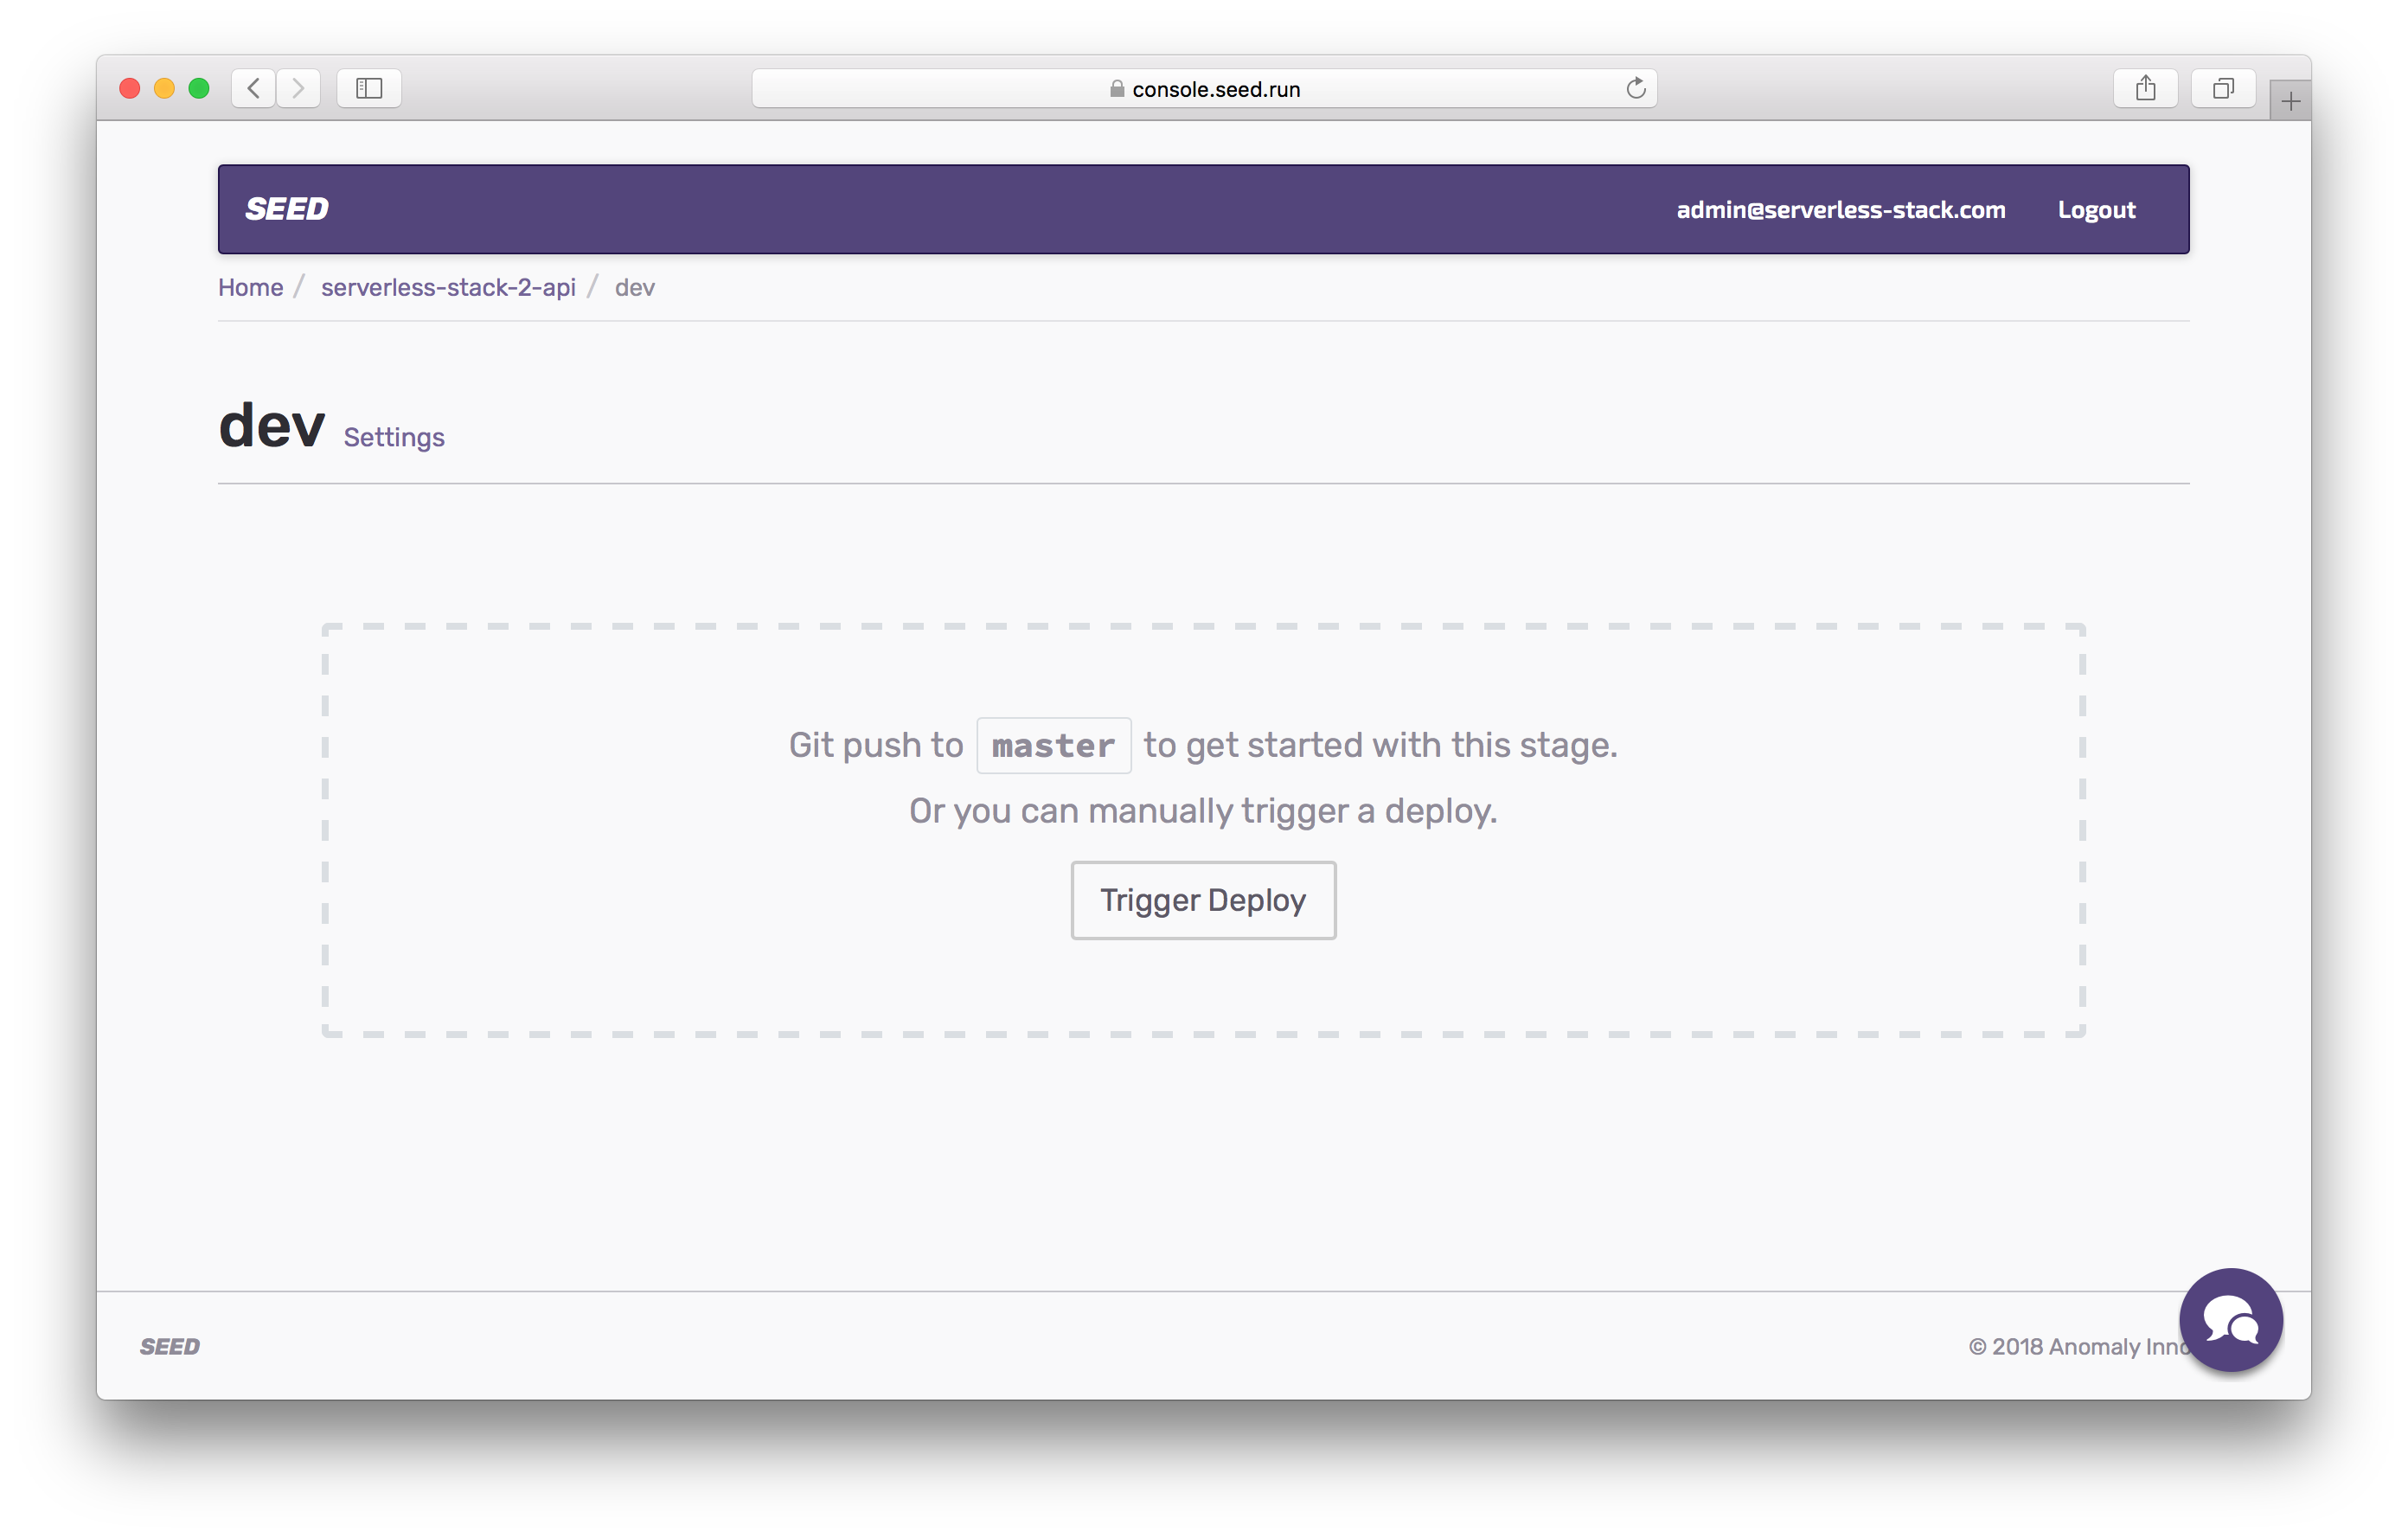 console.seed.run
SEED
admin@serverless-stack.com Logout
Home / serverless-stack-2-api / dev
dev Settings
Git push to master to get started with this stage.
Or you can manually trigger a deploy.
Trigger Deploy
SEED
© 2018 Anomaly